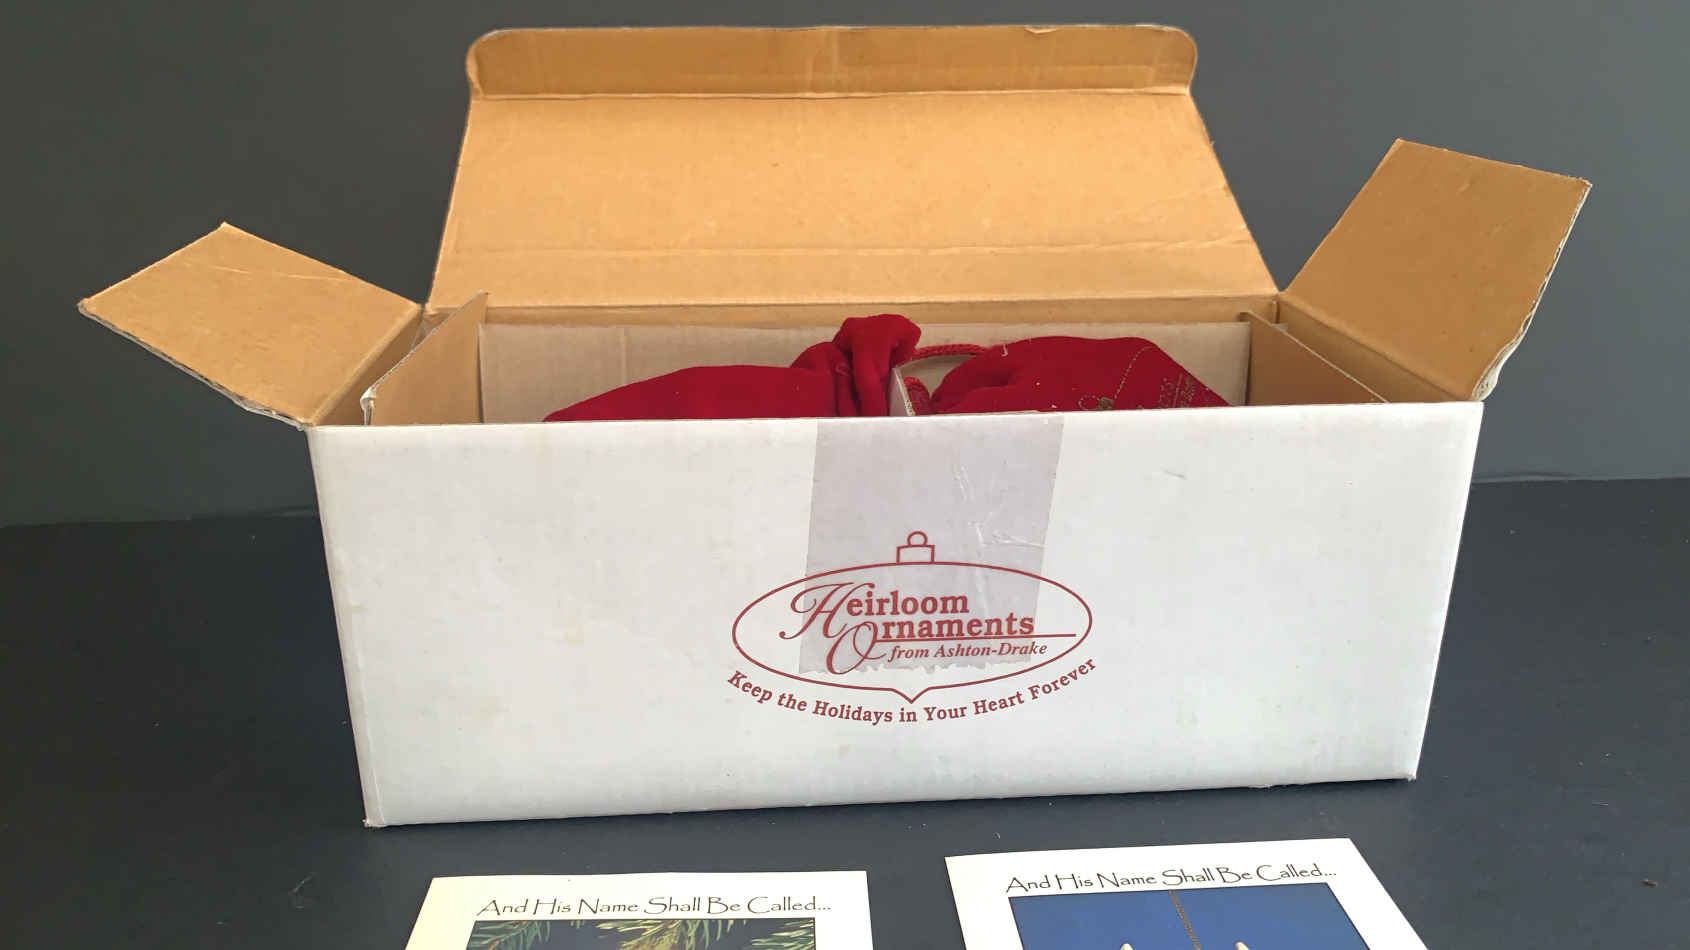 Heirloom
Ornaments
from Ashton-Drake
Keep the Holidays in Your Heart Forever
And His Name Shall Be Called...
And His Name Shall Be Called...